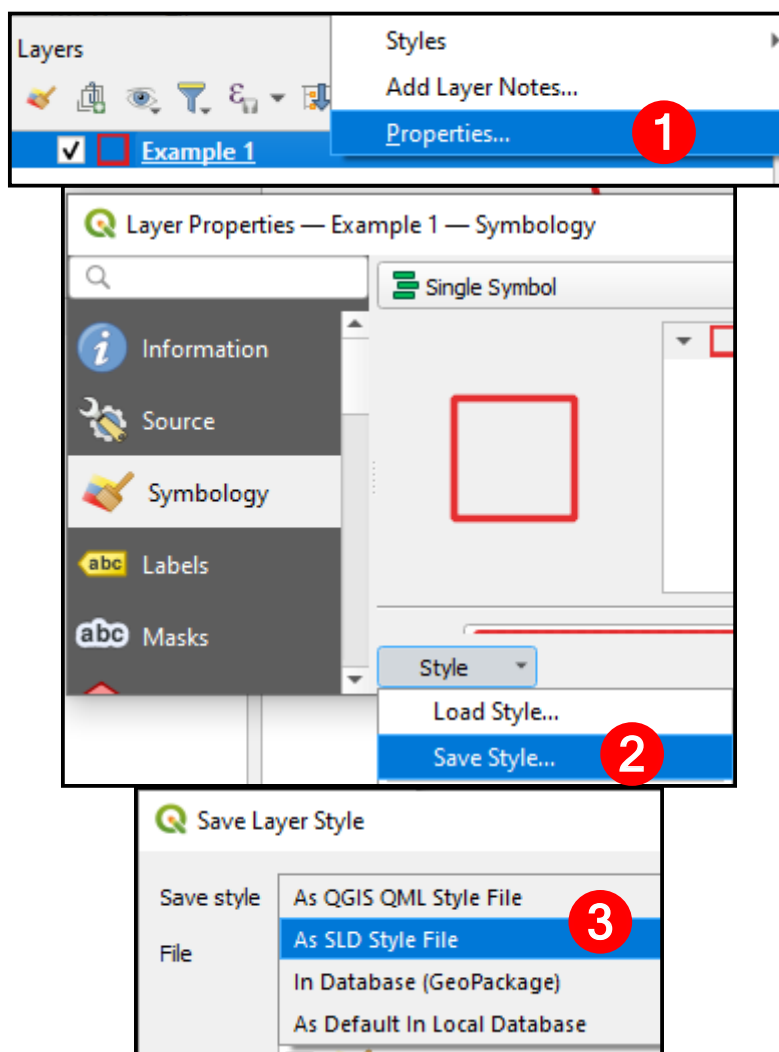 Layers
Styles
Add Layer Notes...
Properties...
1
Example 1
Layer Properties — Example 1 — Symbology
Single Symbol
Information
Source
Symbology
abc Labels
abc Masks
Style
Load Style...
Save Style...
2
Save Layer Style
Save style
As QGIS QML Style File
3
File
As SLD Style File
In Database (GeoPackage)
As Default In Local Database